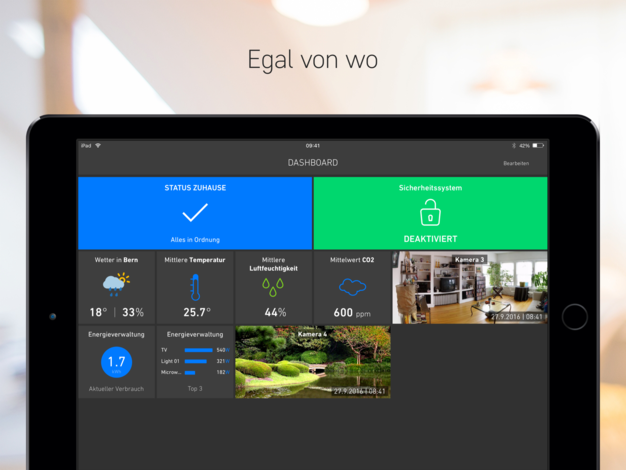 Egal von wo
iPad
09:41
42%
DASHBOARD
Bearbeiten
STATUS ZUHAUSE
Alles in Ordnung
Sicherheitssystem
0
DEAKTIVIERT
Wetter in Bern
18° | 33%
Mittlere Temperatur
25.7°
Mittlere
Luftfeuchtigkeit
44%
Mittelwert CO2
600 ppm
Kamera 3
27.9.2016 | 08:41
Energieverwaltung
1.7
Aktueller Verbrauch
Energieverwaltung
TV 540
Light 01 321
Microw... 182
Top 3
Kamera 4
27.9.2016 | 08:41